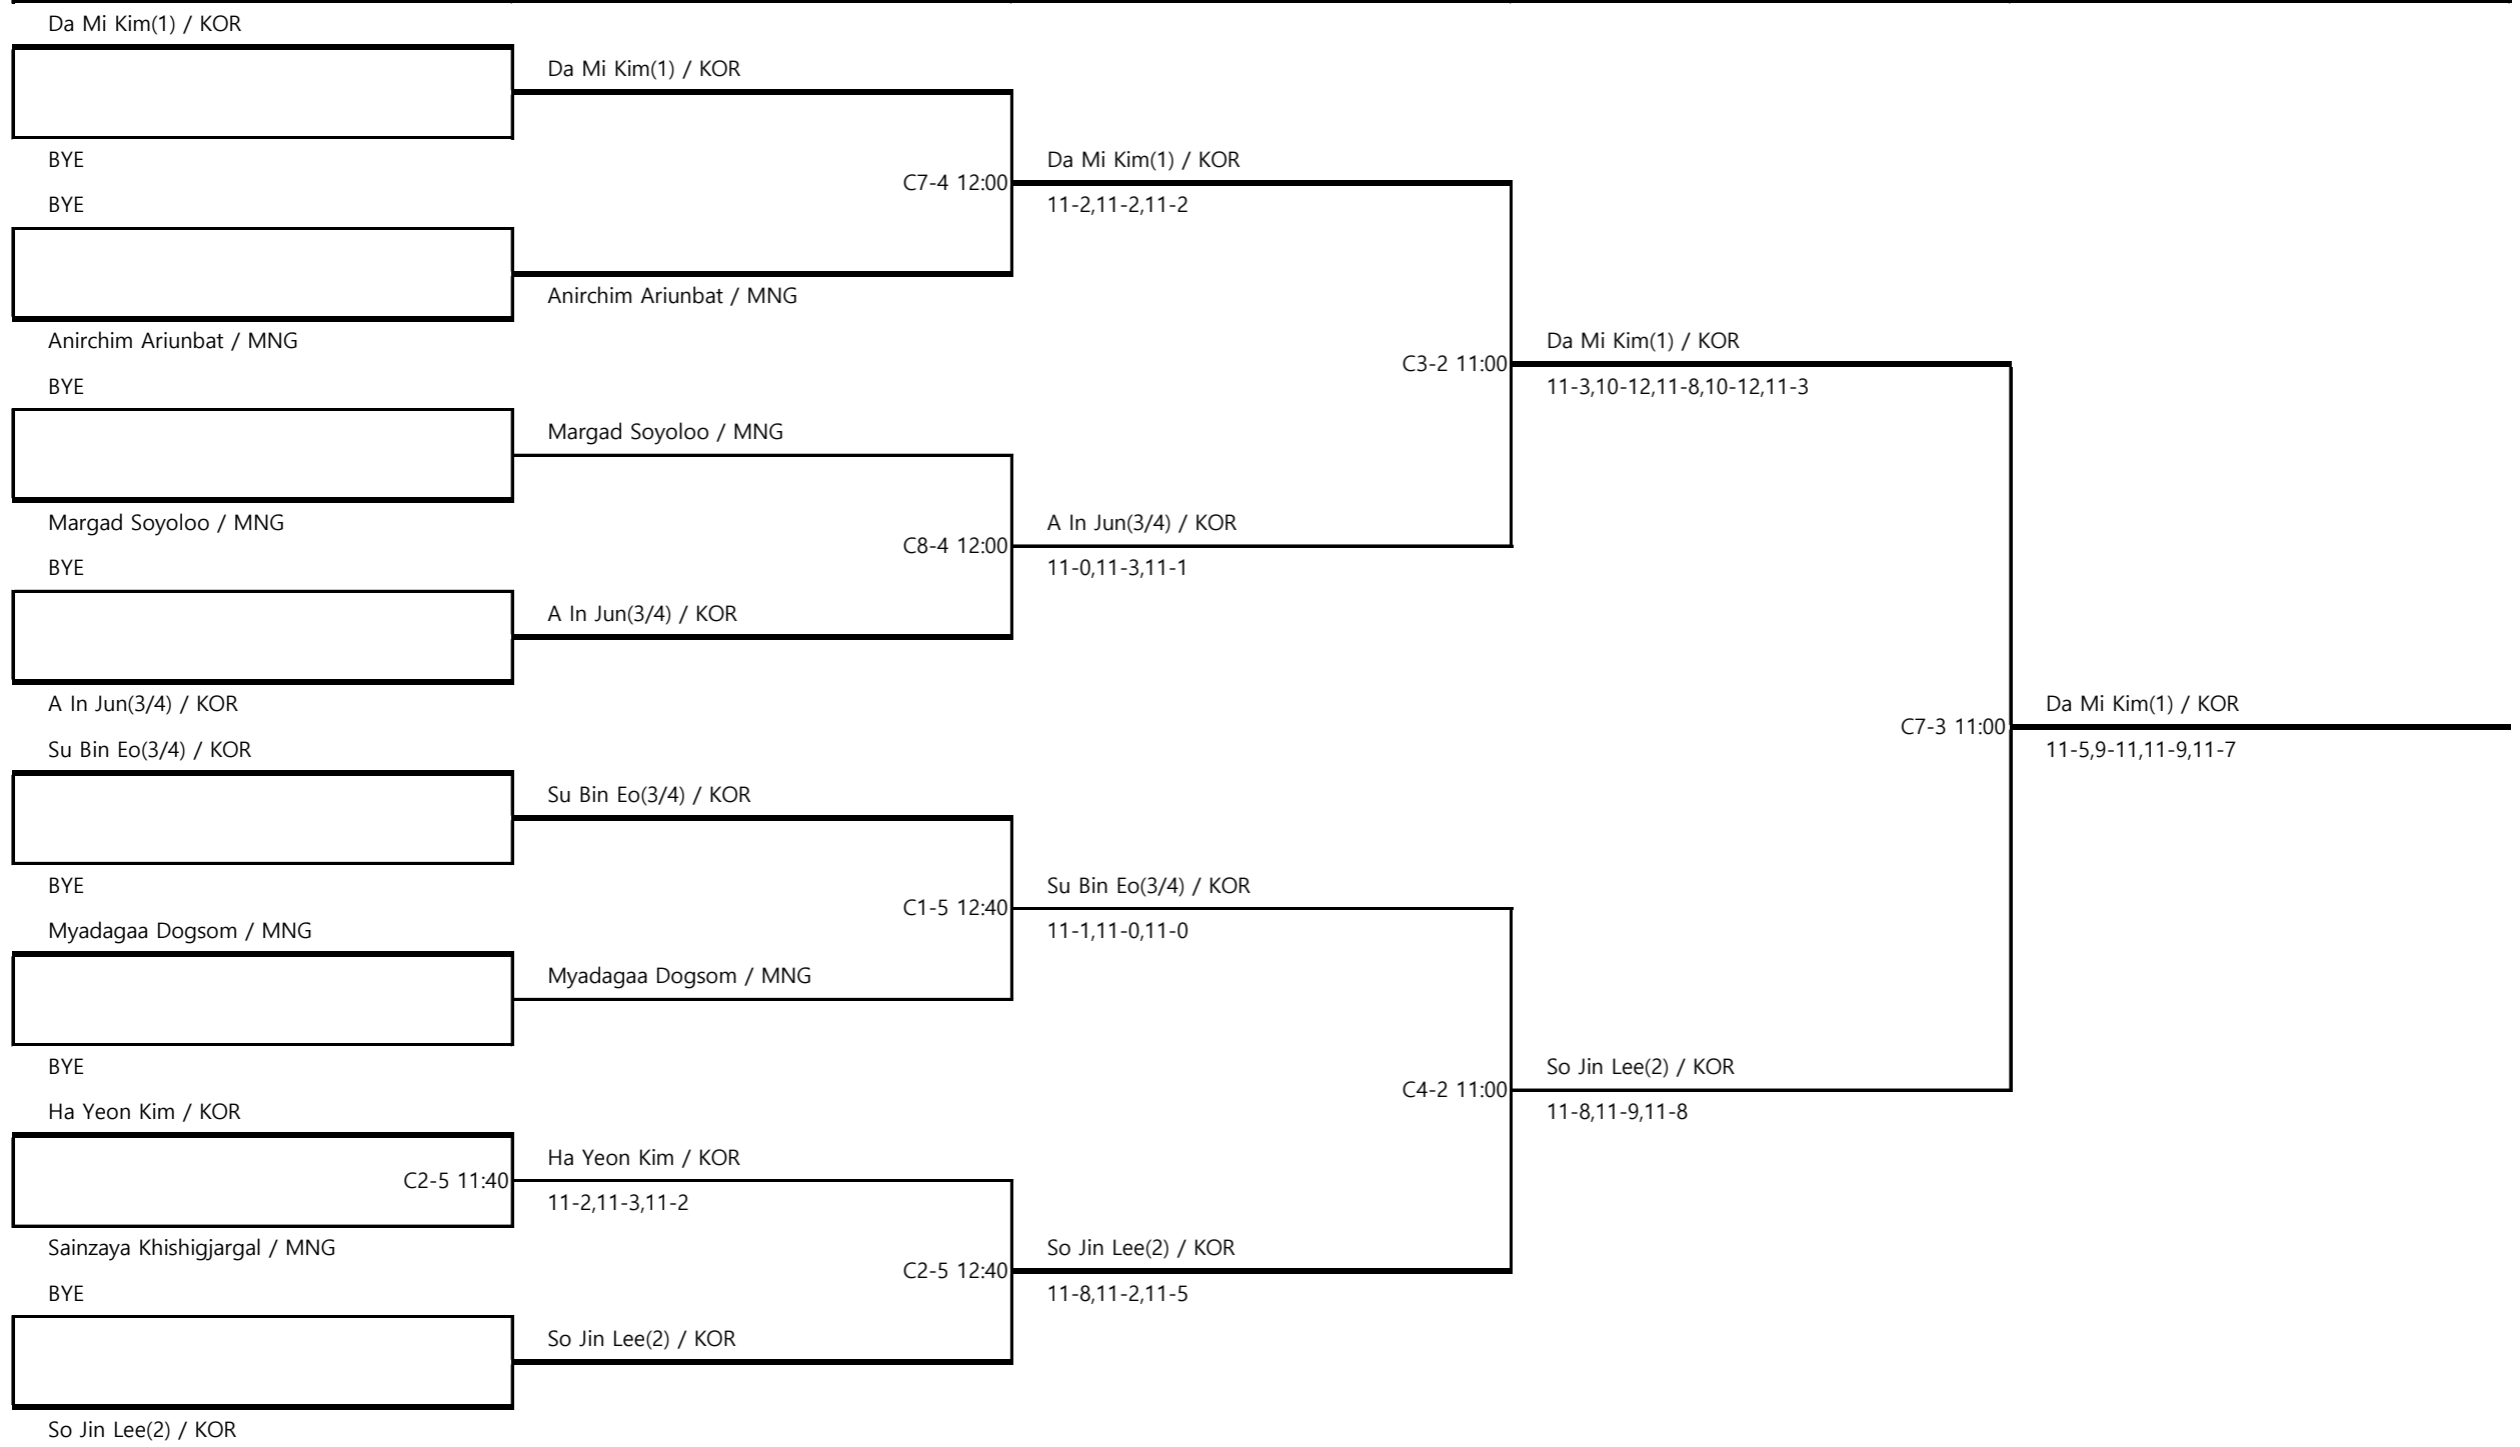 Da Mi Kim(1) / KOR
Da Mi Kim(1) / KOR
BYE
Da Mi Kim(1) / KOR
C7-4 12:00
BYE
11-2,11-2,11-2
Anirchim Ariunbat / MNG
Anirchim Ariunbat / MNG
Da Mi Kim(1) / KOR
C3-2 11:00
BYE
11-3,10-12,11-8,10-12,11-3
Margad Soyoloo / MNG
Margad Soyoloo / MNG
A In Jun(3/4) / KOR
C8-4 12:00
BYE
11-0,11-3,11-1
A In Jun(3/4) / KOR
A In Jun(3/4) / KOR
Da Mi Kim(1) / KOR
C7-3 11:00
Su Bin Eo(3/4) / KOR
11-5,9-11,11-9,11-7
Su Bin Eo(3/4) / KOR
BYE
Su Bin Eo(3/4) / KOR
C1-5 12:40
Myadagaa Dogsom / MNG
11-1,11-0,11-0
Myadagaa Dogsom / MNG
BYE
So Jin Lee(2) / KOR
C4-2 11:00
Ha Yeon Kim / KOR
11-8,11-9,11-8
Ha Yeon Kim / KOR
C2-5 11:40
11-2,11-3,11-2
Sainzaya Khishigjargal / MNG
So Jin Lee(2) / KOR
C2-5 12:40
BYE
11-8,11-2,11-5
So Jin Lee(2) / KOR
So Jin Lee(2) / KOR